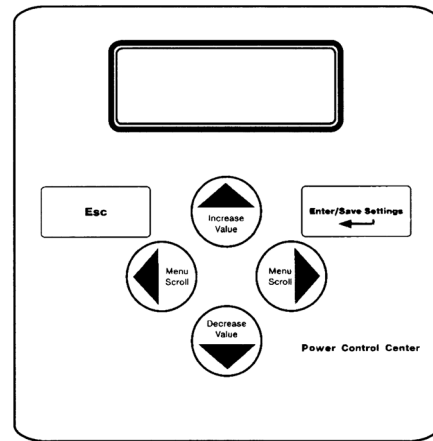 Esc
Increase
Value
Enter/Save Settings
Menu
Scroll
Menu
Scroll
Decrease
Value
Power Control Center